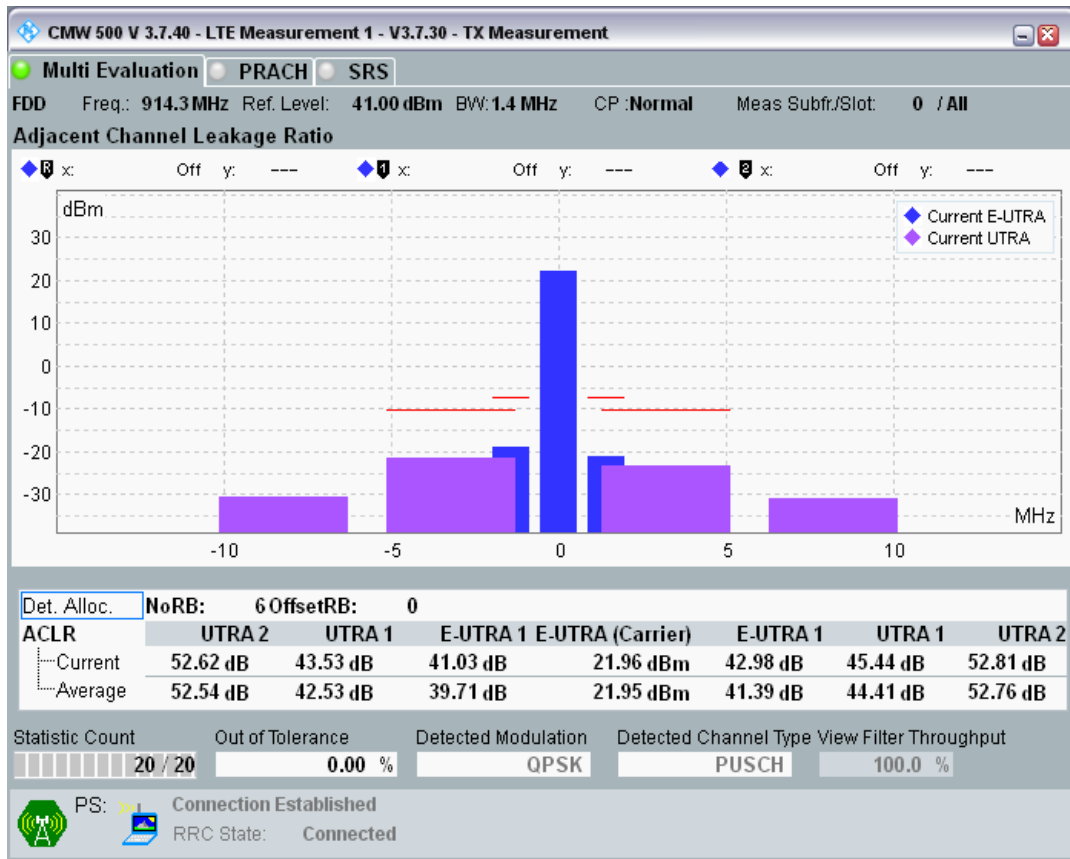 CMW 500 V 3.7.40 - LTE Measurement 1 - V3.7.30 - TX Measurement
Multi Evaluation PRACH SRS
FDD Freq.: 914.3 MHz Ref. Level: 41.00 dBm BW: 1.4 MHz CP :Normal Meas Subfr./Slot: 0 / All
Adjacent Channel Leakage Ratio
R x: Off y: --- 1 x: Off y: --- 2 x: Off y: ---
dBm
Current E-UTRA
Current UTRA
30
20
10
0
-10
-20
-30
MHz
-10 -5 0 5 10
Det. Alloc. NoRB: 6 OffsetRB: 0
ACLR UTRA 2 UTRA 1 E-UTRA 1 E-UTRA (Carrier) E-UTRA 1 UTRA 1 UTRA 2
Current 52.62 dB 43.53 dB 41.03 dB 21.96 dBm 42.98 dB 45.44 dB 52.81 dB
Average 52.54 dB 42.53 dB 39.71 dB 21.95 dBm 41.39 dB 44.41 dB 52.76 dB
Statistic Count Out of Tolerance Detected Modulation Detected Channel Type View Filter Throughput
20 / 20 0.00 % QPSK PUSCH 100.0 %
PS: Connection Established
RRC State: Connected